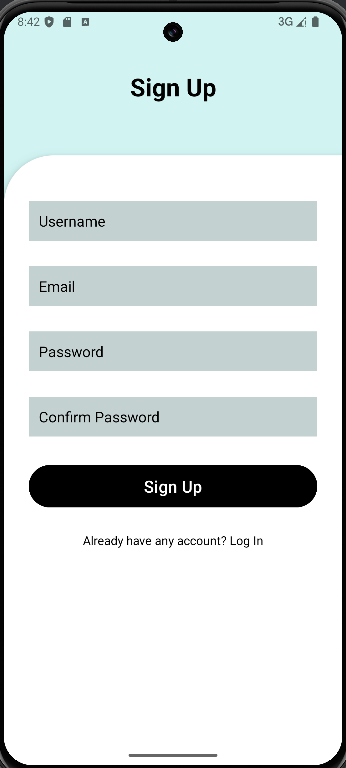 8:42
3G
Sign Up
Username
Email
Password
Confirm Password
Sign Up
Already have any account? Log In